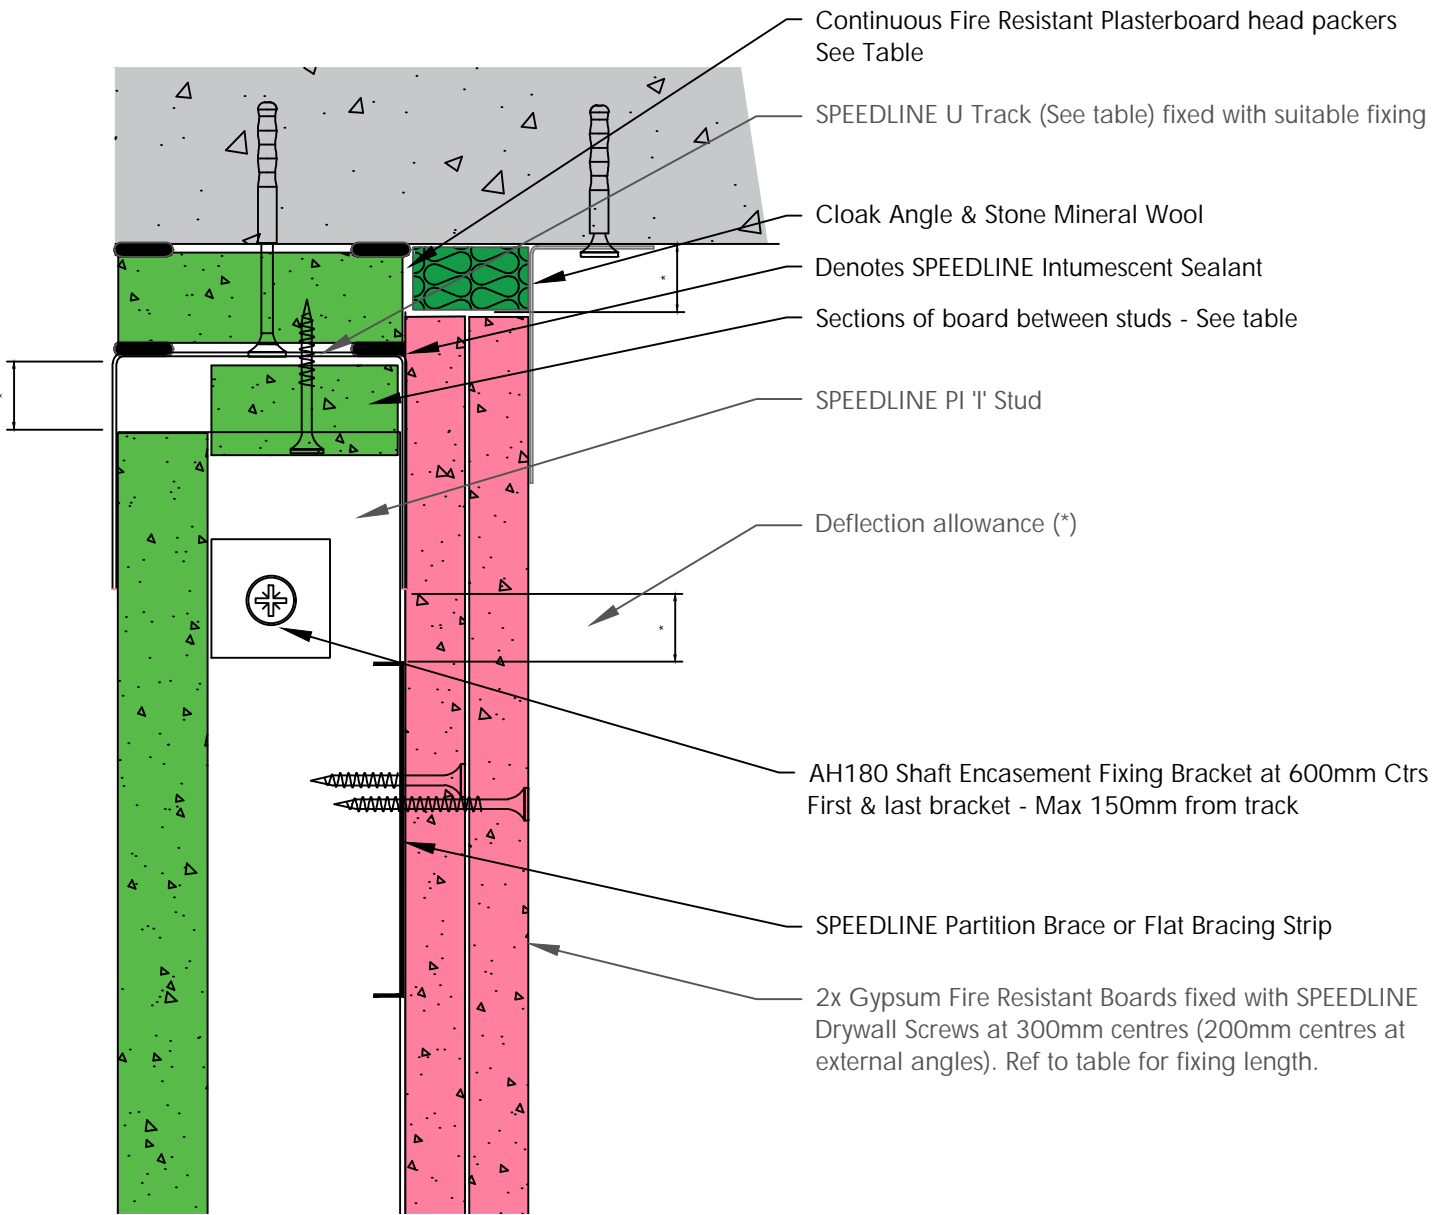 Continuous Fire Resistant Plasterboard head packers
See Table
SPEEDLINE U Track (See table) fixed with suitable fixing
Cloak Angle & Stone Mineral Wool
*
Denotes SPEEDLINE Intumescent Sealant
Sections of board between studs - See table
*
SPEEDLINE PI 'I' Stud
Deflection allowance (*)
*
AH180 Shaft Encasement Fixing Bracket at 600mm Ctrs
First & last bracket - Max 150mm from track
SPEEDLINE Partition Brace or Flat Bracing Strip
2x Gypsum Fire Resistant Boards fixed with SPEEDLINE
Drywall Screws at 300mm centres (200mm centres at
external angles). Ref to table for fixing length.